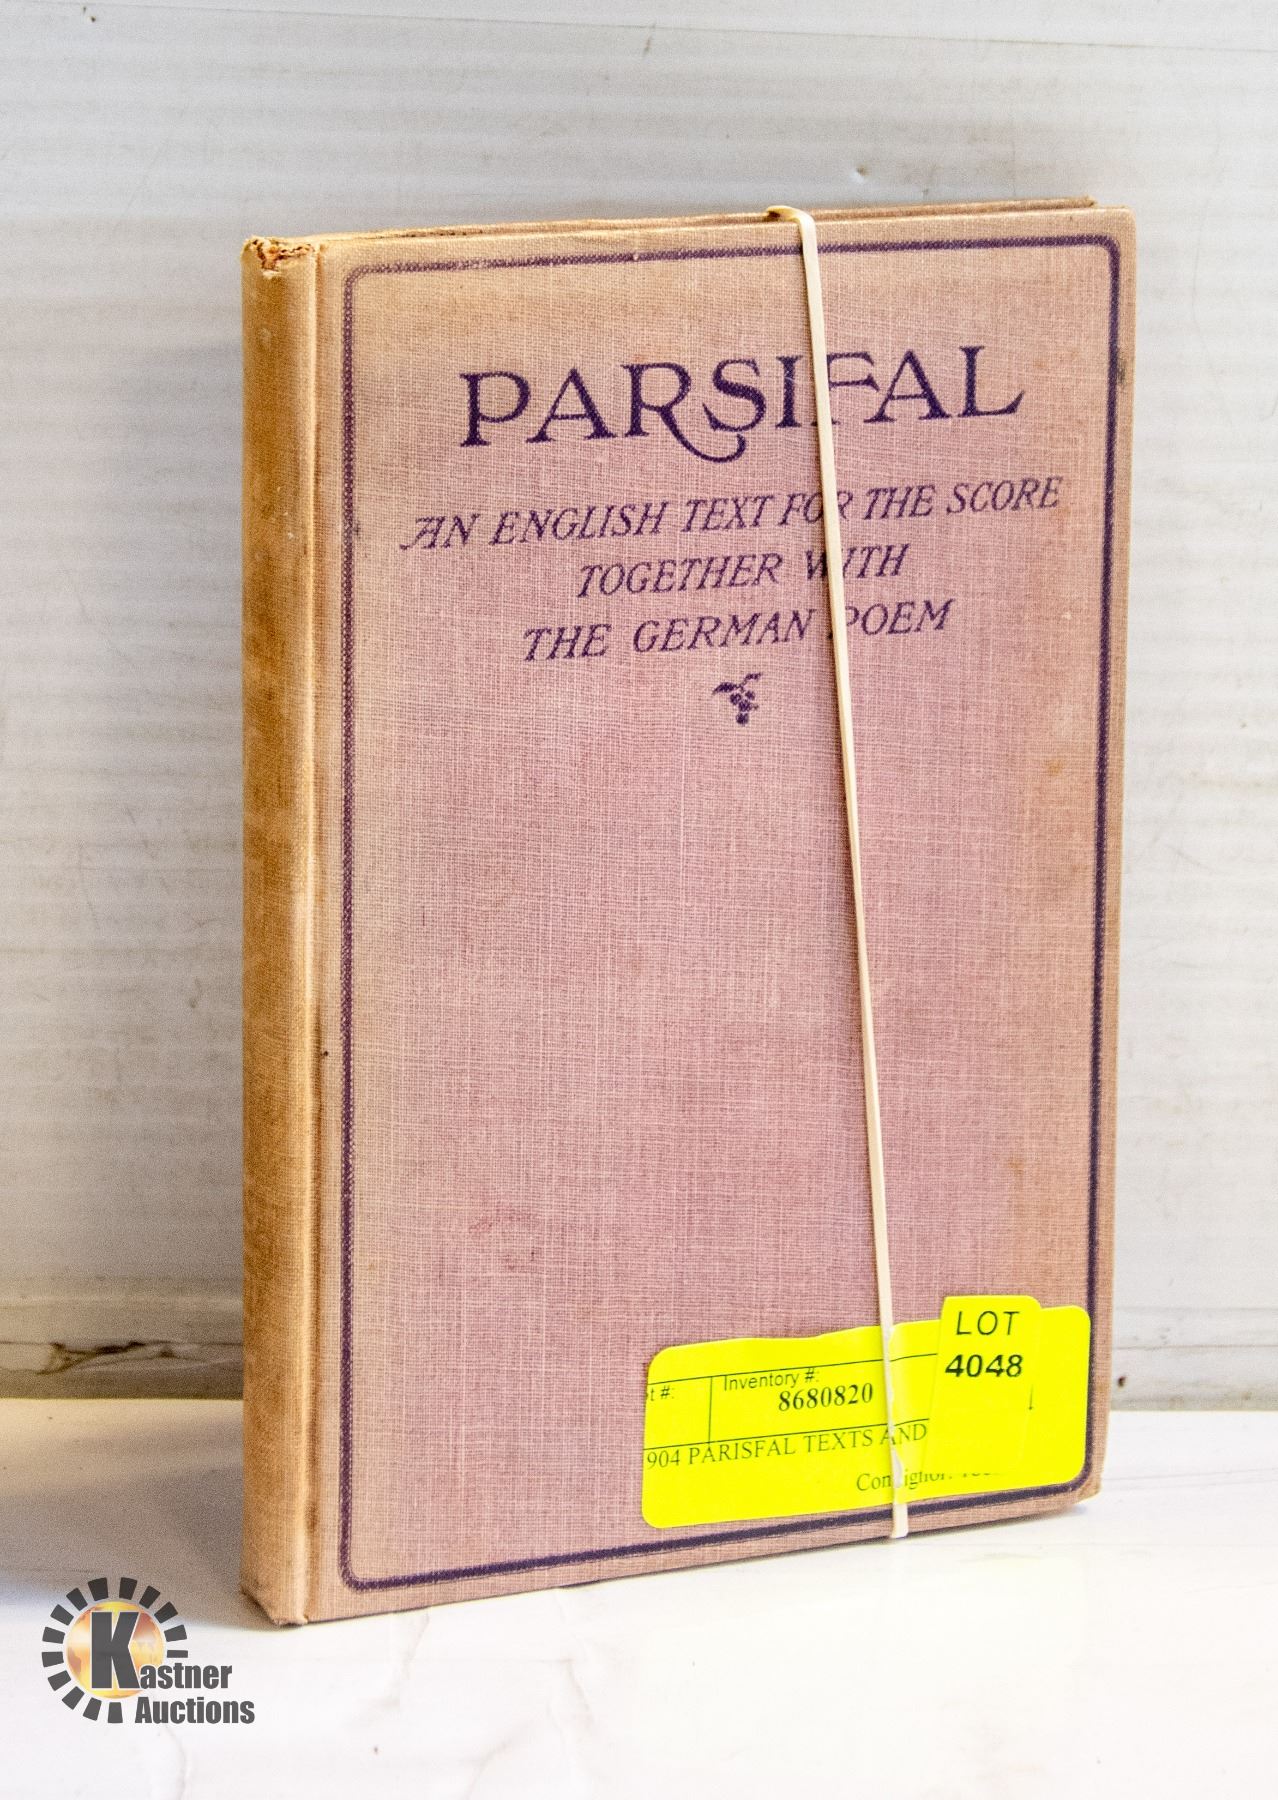 PARSIFAL
AN ENGLISH TEXT FOR THE SCORE
TOGETHER WITH
THE GERMAN POEM
LOT
4048
t #:
Inventory #:
8680820
904 PARISFAL TEXTS AND
Kastner
Auctions